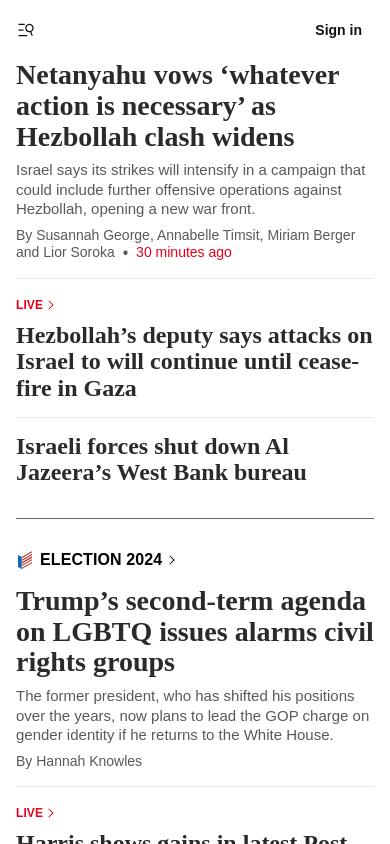 Sign in
Netanyahu vows ‘whatever
action is necessary’ as
Hezbollah clash widens
Israel says its strikes will intensify in a campaign that
could include further offensive operations against
Hezbollah, opening a new war front.
By Susannah George, Annabelle Timsit, Miriam Berger
and Lior Soroka • 30 minutes ago
LIVE
Hezbollah’s deputy says attacks on
Israel to will continue until cease-
fire in Gaza
Israeli forces shut down Al
Jazeera’s West Bank bureau
ELECTION 2024
Trump’s second-term agenda
on LGBTQ issues alarms civil
rights groups
The former president, who has shifted his positions
over the years, now plans to lead the GOP charge on
gender identity if he returns to the White House.
By Hannah Knowles
LIVE
Harris shows gains in latest Post